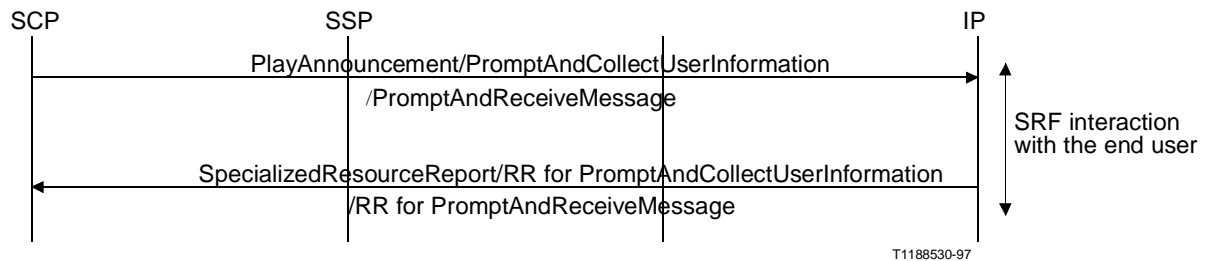 SCP
SSP
IP
PlayAnnouncement/PromptAndCollectUserInformation
/PromptAndReceiveMessage
SRF interaction
with the end user
SpecializedResourceReport/RR for PromptAndCollectUserInformation
/RR for PromptAndReceiveMessage
T1188530-97